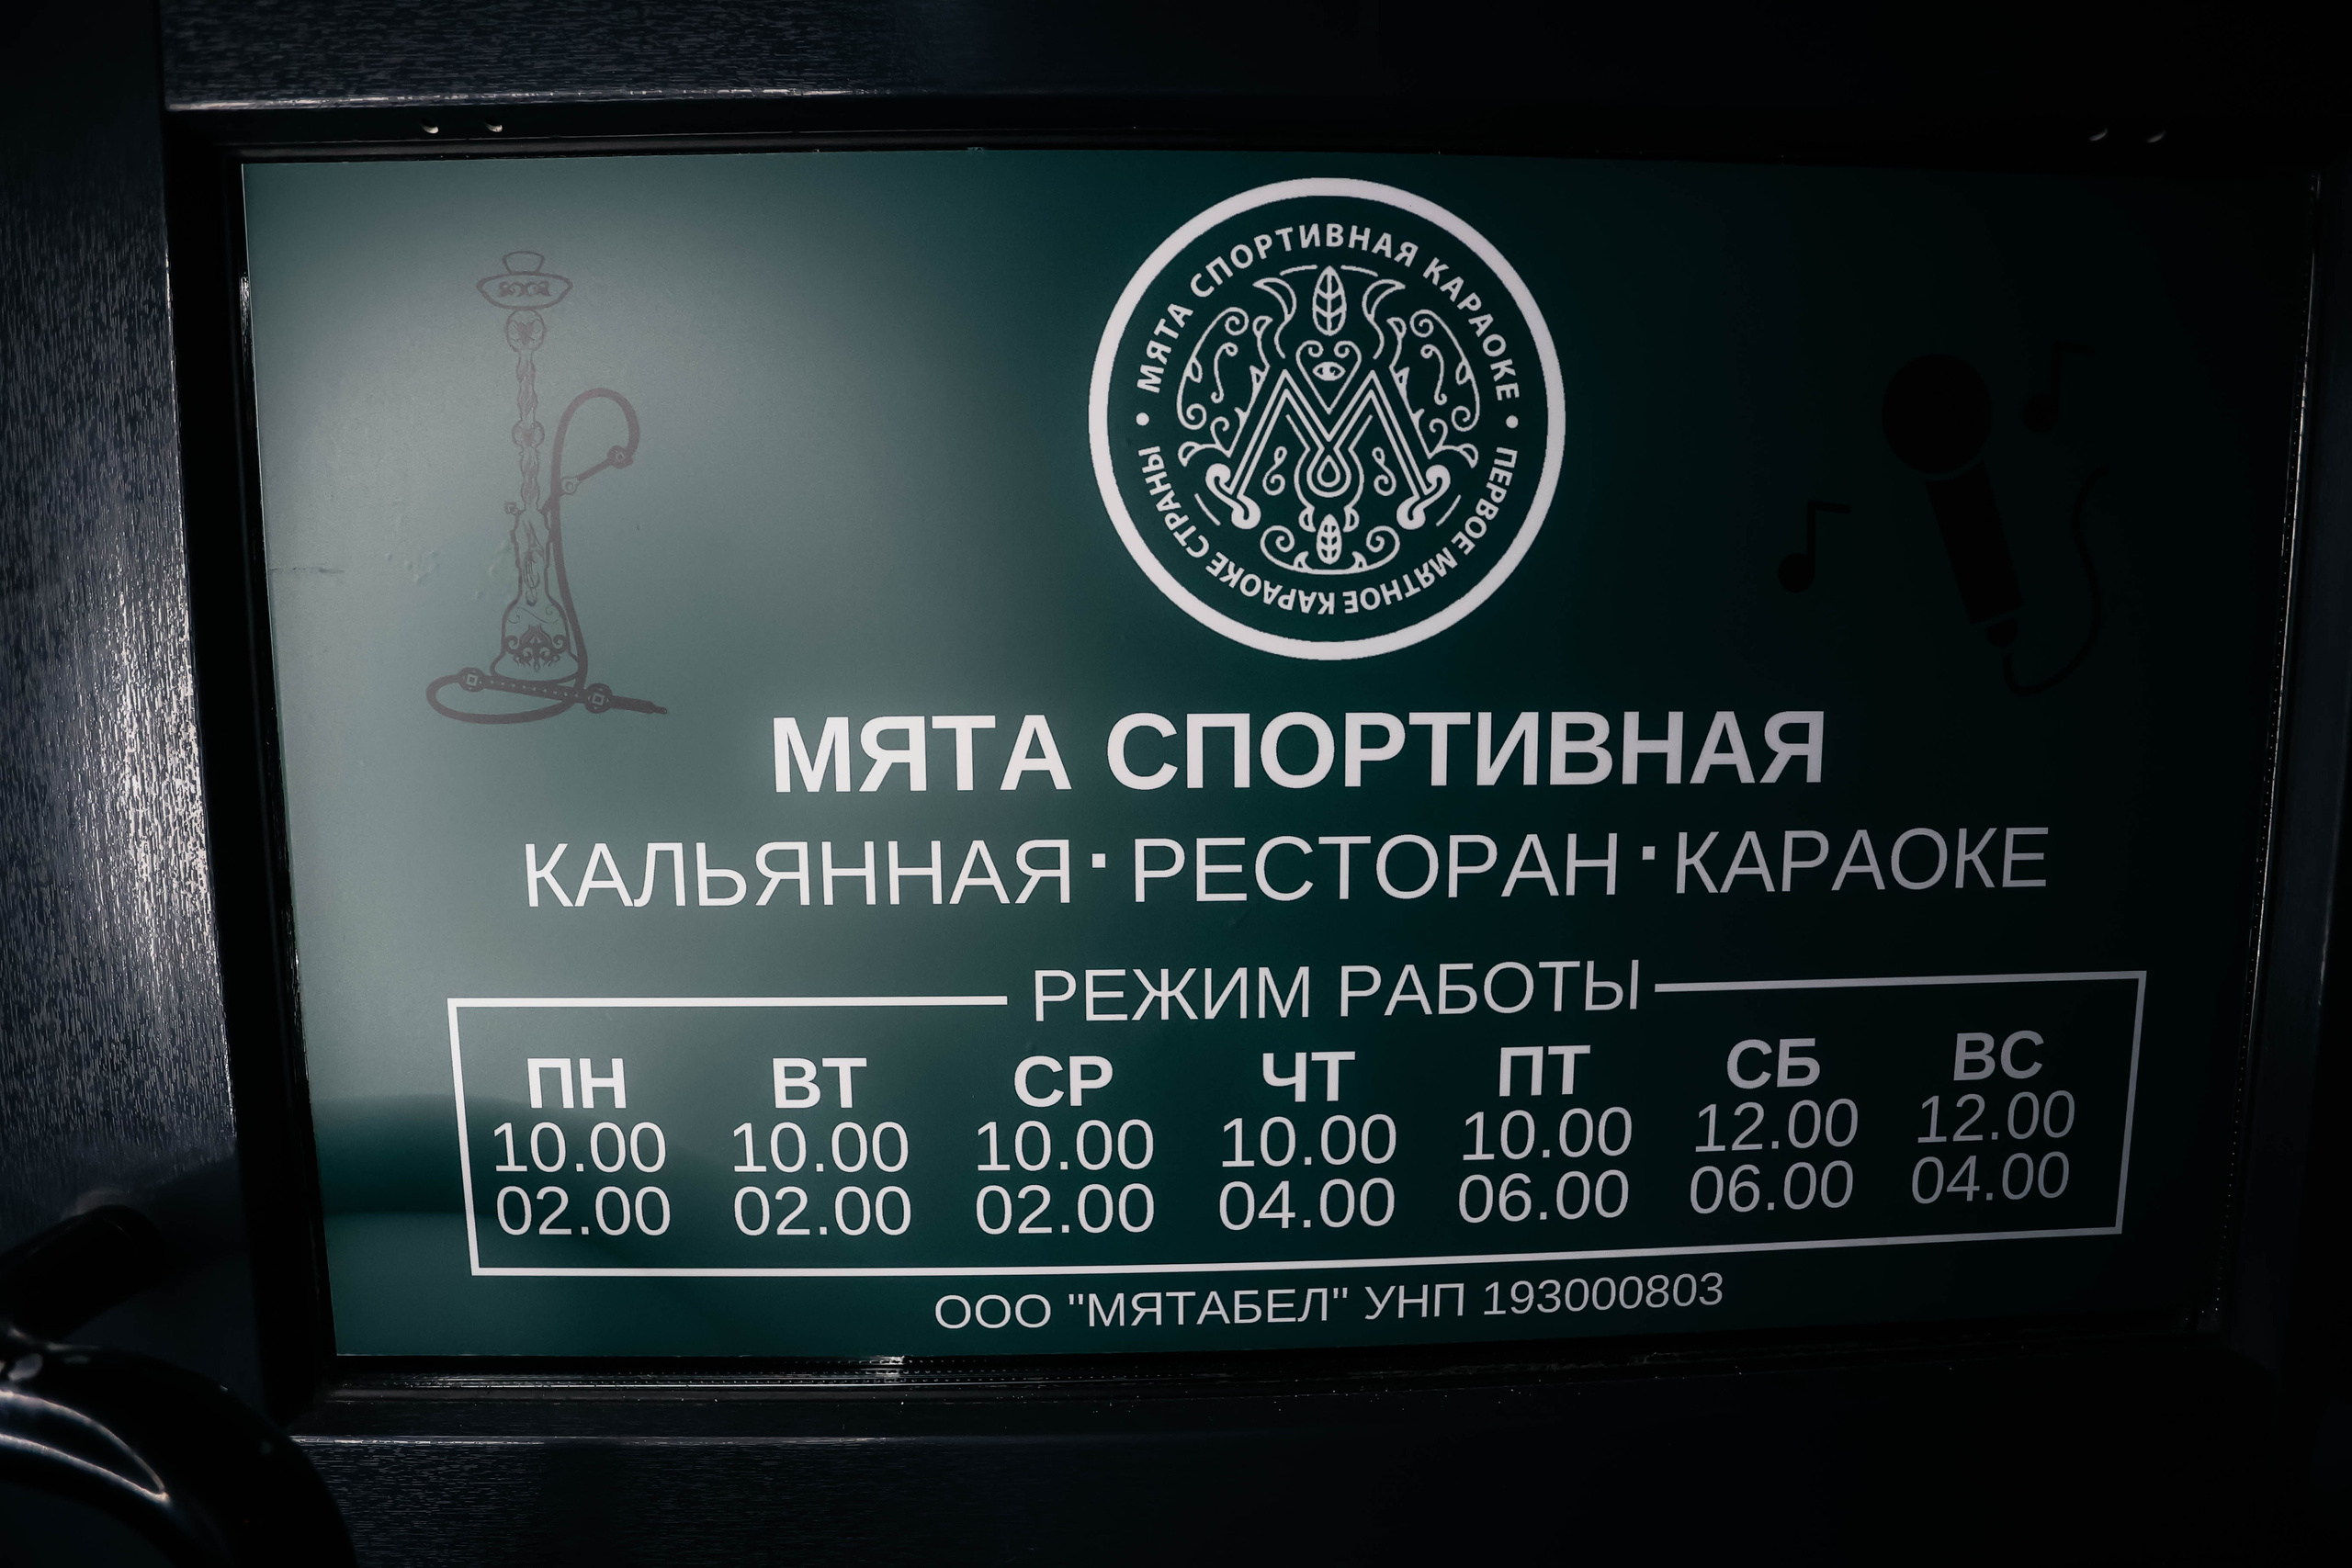 МЯТА СПОРТИВНАЯ КАРАОКЕ • ПЕРВОЕ МЯТНОЕ КАРАОКЕ СТРАНЫ •
МЯТА СПОРТИВНАЯ
КАЛЬЯННАЯ · РЕСТОРАН · КАРАОКЕ
РЕЖИМ РАБОТЫ
ПН ВТ СР ЧТ ПТ СБ ВС
10.00 10.00 10.00 10.00 10.00 12.00 12.00
02.00 02.00 02.00 04.00 06.00 06.00 04.00
ООО "МЯТАБЕЛ" УНП 193000803